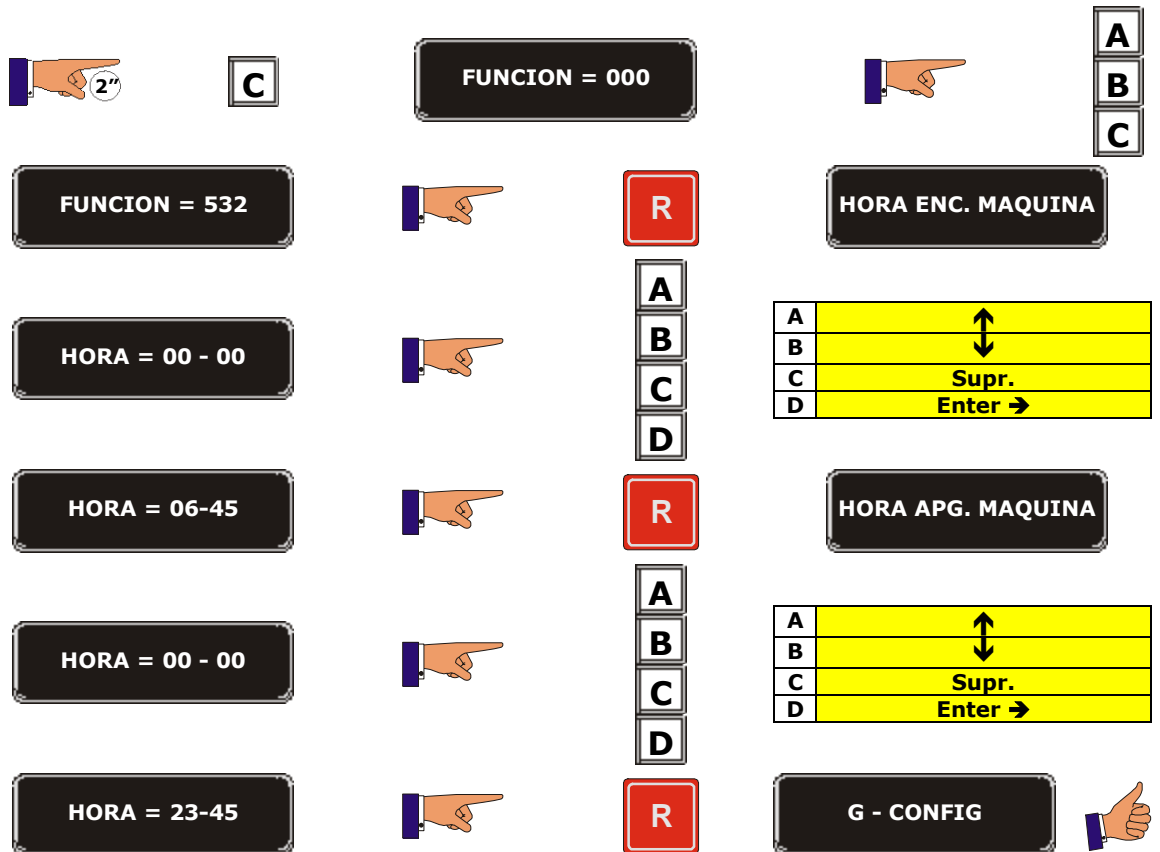 2”
C
FUNCION = 000
A
B
C
FUNCION = 532
R
HORA ENC. MAQUINA
HORA = 00 - 00
A
B
C
D
A ↑
B ↓
C Supr.
D Enter ➔
HORA = 06-45
R
HORA APG. MAQUINA
HORA = 00 - 00
A
B
C
D
A ↑
B ↓
C Supr.
D Enter ➔
HORA = 23-45
R
G - CONFIG